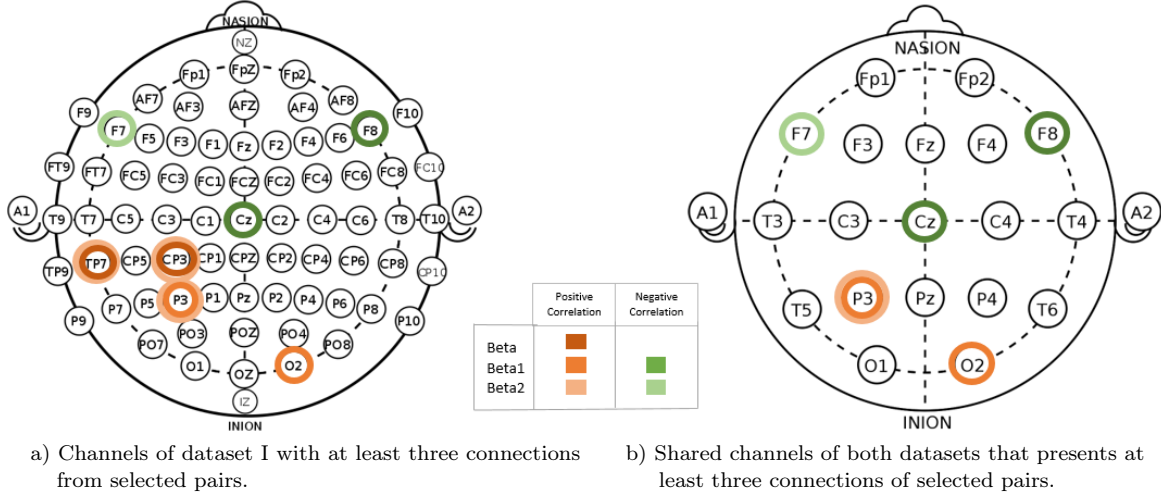 NASION
NZ
Fp1 FpZ Fp2
AF7 AF3 AFZ AF4 AF8
F9 F7 F5 F3 F1 Fz F2 F4 F6 F8 F10
FT9 FT7 FC5 FC3 FC1 FCZ FC2 FC4 FC6 FC8 FC10
A1 T9 T7 C5 C3 C1 Cz C2 C4 C6 T8 T10 A2
TP9 TP7 CP5 CP3 CP1 CPZ CP2 CP4 CP6 CP8 CP10
P9 P7 P5 P3 P1 Pz P2 P4 P6 P8 P10
PO7 PO3 POZ PO4 PO8
O1 OZ O2
IZ
INION
Positive Correlation Negative Correlation
Beta
Beta1
Beta2
NASION
Fp1 Fp2
F7 F3 Fz F4 F8
A1 T3 C3 Cz C4 T4 A2
T5 P3 Pz P4 T6
O1 O2
INION
a) Channels of dataset I with at least three connections
from selected pairs.
b) Shared channels of both datasets that presents at
least three connections of selected pairs.